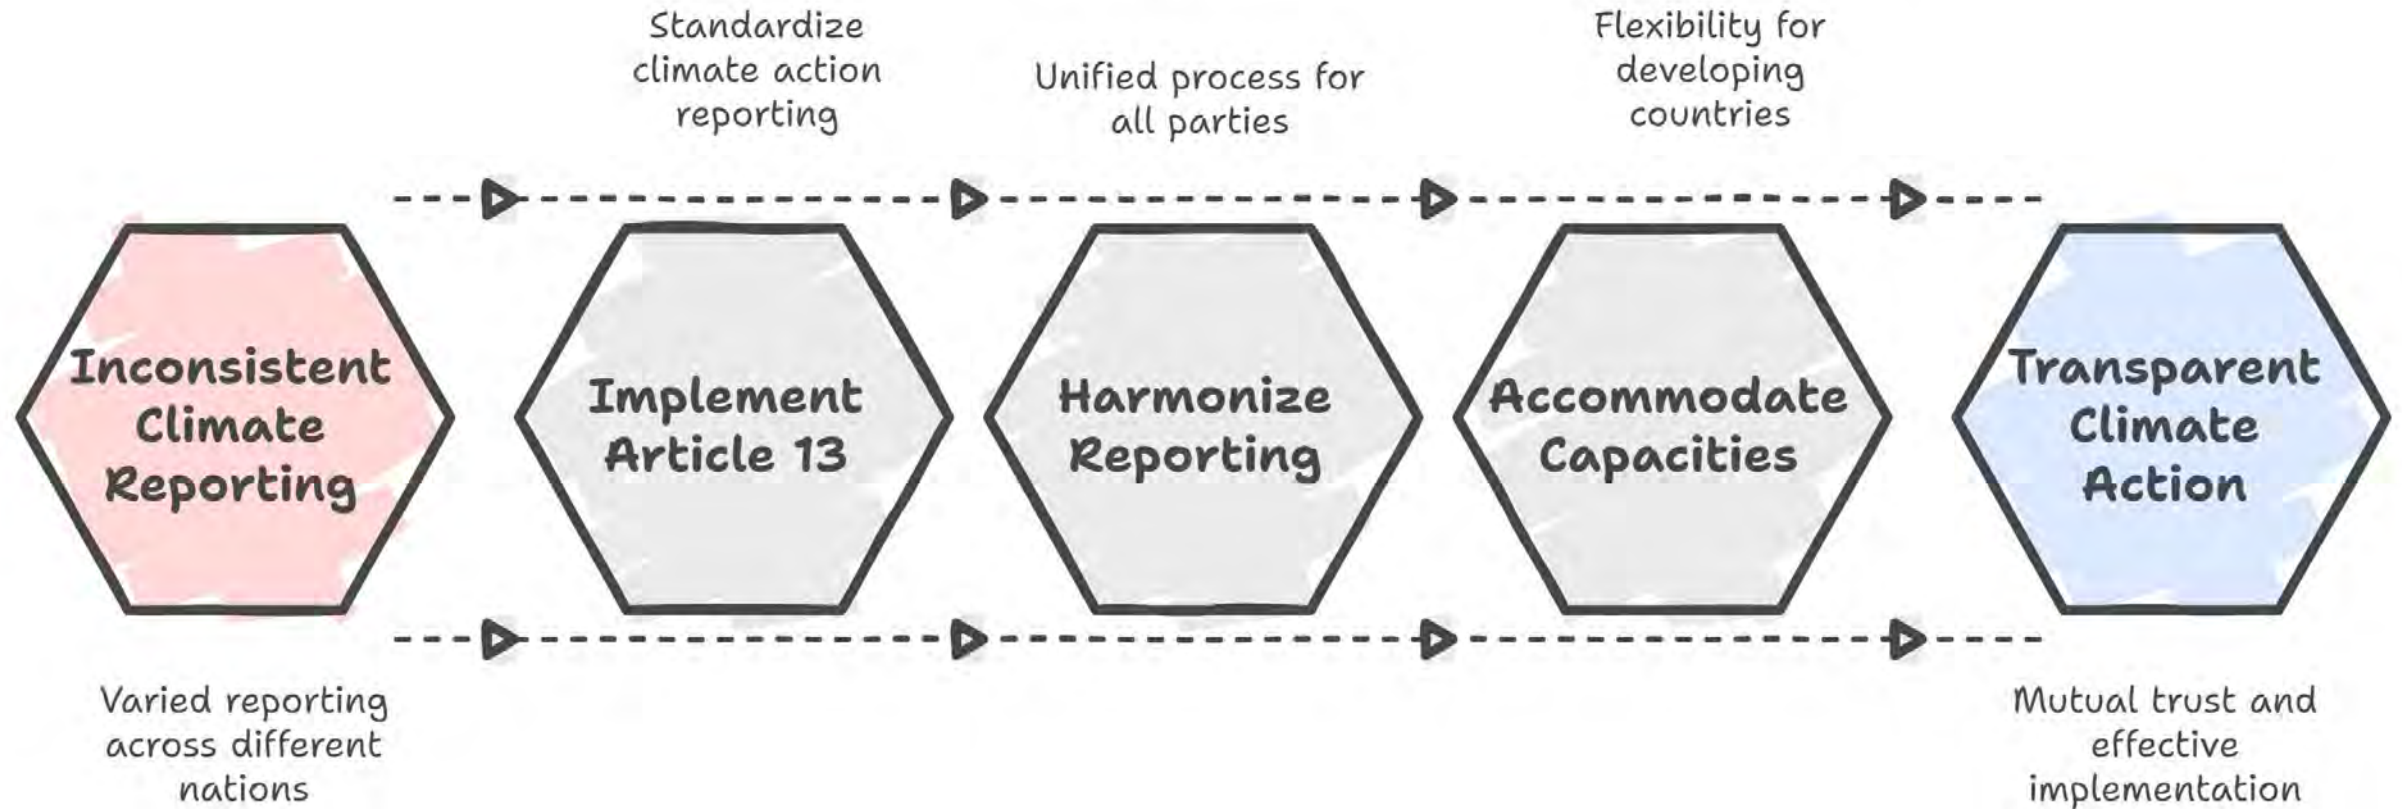 Standardize
climate action
reporting
Unified process for
all parties
Flexibility for
developing
countries
Inconsistent
Climate
Reporting
Implement
Article 13
Harmonize
Reporting
Accommodate
Capacities
Transparent
Climate
Action
Varied reporting
across different
nations
Mutual trust and
effective
implementation